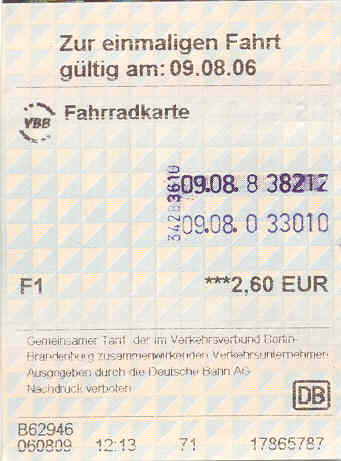 Zur einmaligen Fahrt
gültig am: 09.08.06
VBB Fahrradkarte
09.08. 8 38212
09.08. 0 33010
34283610
F1 ***2,60 EUR
Gemeinsamer Tarif der im Verkehrsverbund Berlin-
Brandenburg zusammenwirkenden Verkehrsunternehmen
Ausgegeben durch die Deutsche Bahn AG
Nachdruck verboten
DB
B62946
060809 12:13 71 17865787